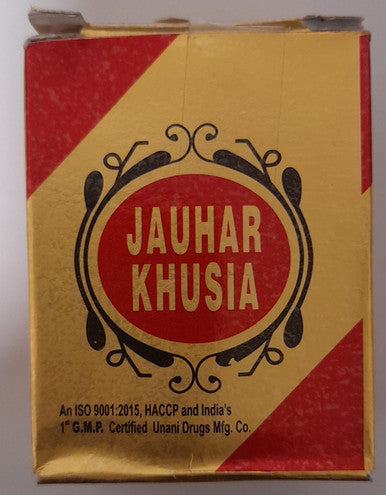 JAUHAR
KHUSIA
An ISO 9001:2015, HACCP and India's
1st G.M.P. Certified Unani Drugs Mfg. Co.